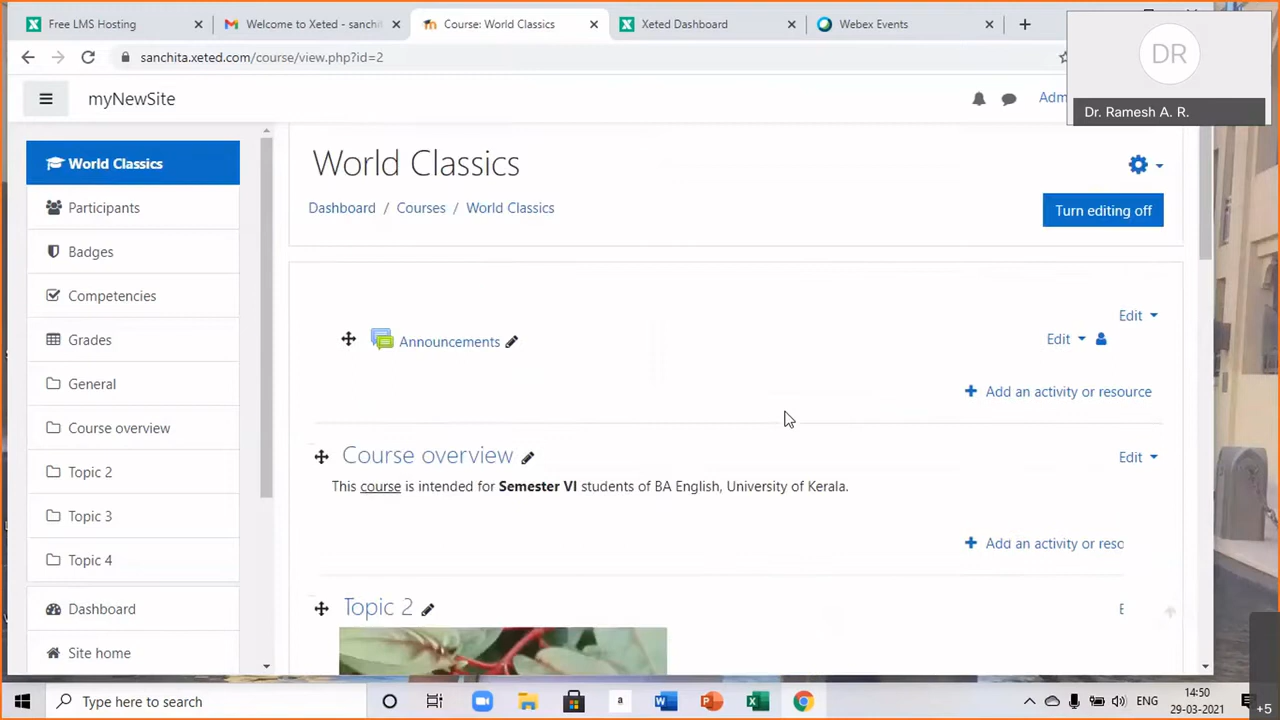 Free LMS Hosting
Welcome to Xeted - sanchit
Course: World Classics
Xeted Dashboard
Webex Events
sanchita.xeted.com/course/view.php?id=2
DR
myNewSite
Adm
Dr. Ramesh A. R.
World Classics
Participants
Badges
Competencies
Grades
General
Course overview
Topic 2
Topic 3
Topic 4
Dashboard
Site home
World Classics
Dashboard / Courses / World Classics
Turn editing off
Edit
Announcements
Edit
Add an activity or resource
Course overview
Edit
This course is intended for Semester VI students of BA English, University of Kerala.
Add an activity or resc
Topic 2
E
Type here to search
a
ENG
14:50
29-03-2021
+5